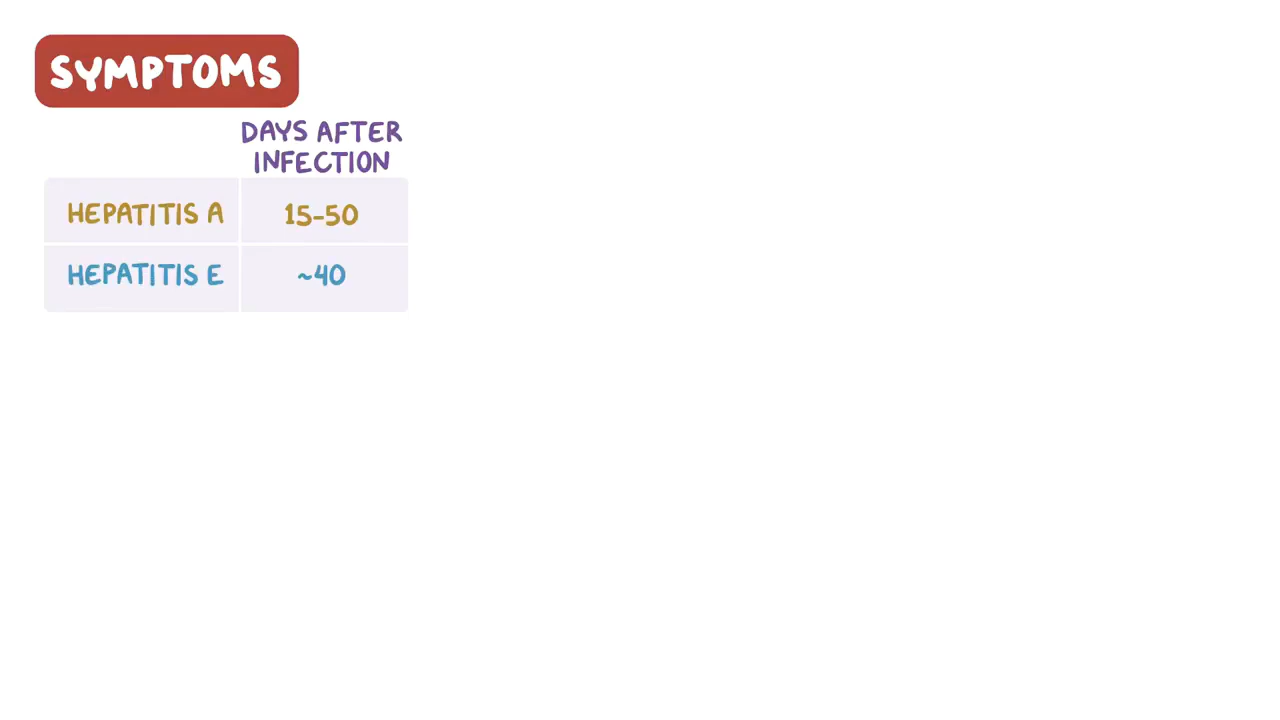 SYMPTOMS
DAYS AFTER
INFECTION
HEPATITIS A 15-50
HEPATITIS E ~40